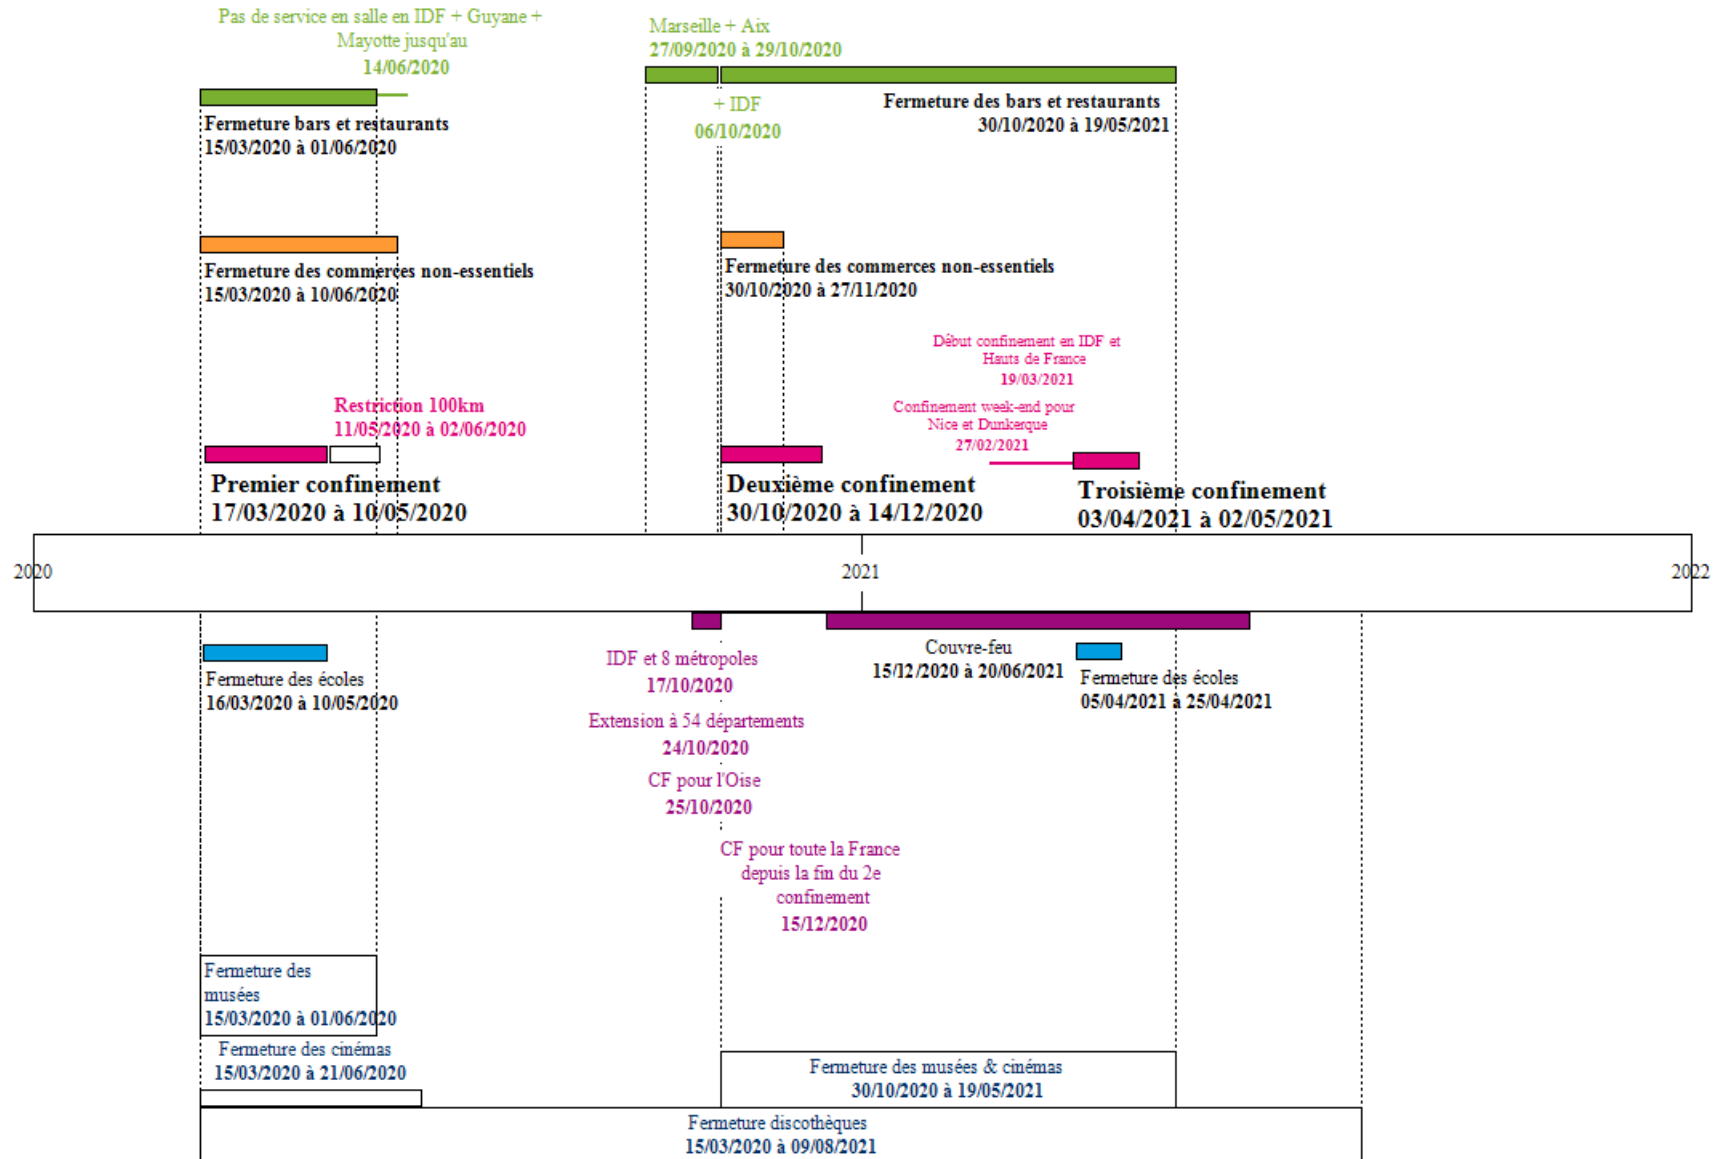 Pas de service en salle en IDF + Guyane +
Mayotte jusqu'au
14/06/2020
Marseille + Aix
27/09/2020 à 29/10/2020
+ IDF
06/10/2020
Fermeture des bars et restaurants
30/10/2020 à 19/05/2021
Fermeture bars et restaurants
15/03/2020 à 01/06/2020
Fermeture des commerces non-essentiels
15/03/2020 à 10/06/2020
Fermeture des commerces non-essentiels
30/10/2020 à 27/11/2020
Début confinement en IDF et
Hauts de France
19/03/2021
Confinement week-end pour
Nice et Dunkerque
27/02/2021
Restriction 100km
11/05/2020 à 02/06/2020
Premier confinement
17/03/2020 à 10/05/2020
Deuxième confinement
30/10/2020 à 14/12/2020
Troisième confinement
03/04/2021 à 02/05/2021
2020
2021
2022
Fermeture des écoles
16/03/2020 à 10/05/2020
IDF et 8 métropoles
17/10/2020
Extension à 54 départements
24/10/2020
CF pour l'Oise
25/10/2020
CF pour toute la France
depuis la fin du 2e
confinement
15/12/2020
Couvre-feu
15/12/2020 à 20/06/2021
Fermeture des écoles
05/04/2021 à 25/04/2021
Fermeture des
musées
15/03/2020 à 01/06/2020
Fermeture des cinémas
15/03/2020 à 21/06/2020
Fermeture des musées & cinémas
30/10/2020 à 19/05/2021
Fermeture discothèques
15/03/2020 à 09/08/2021